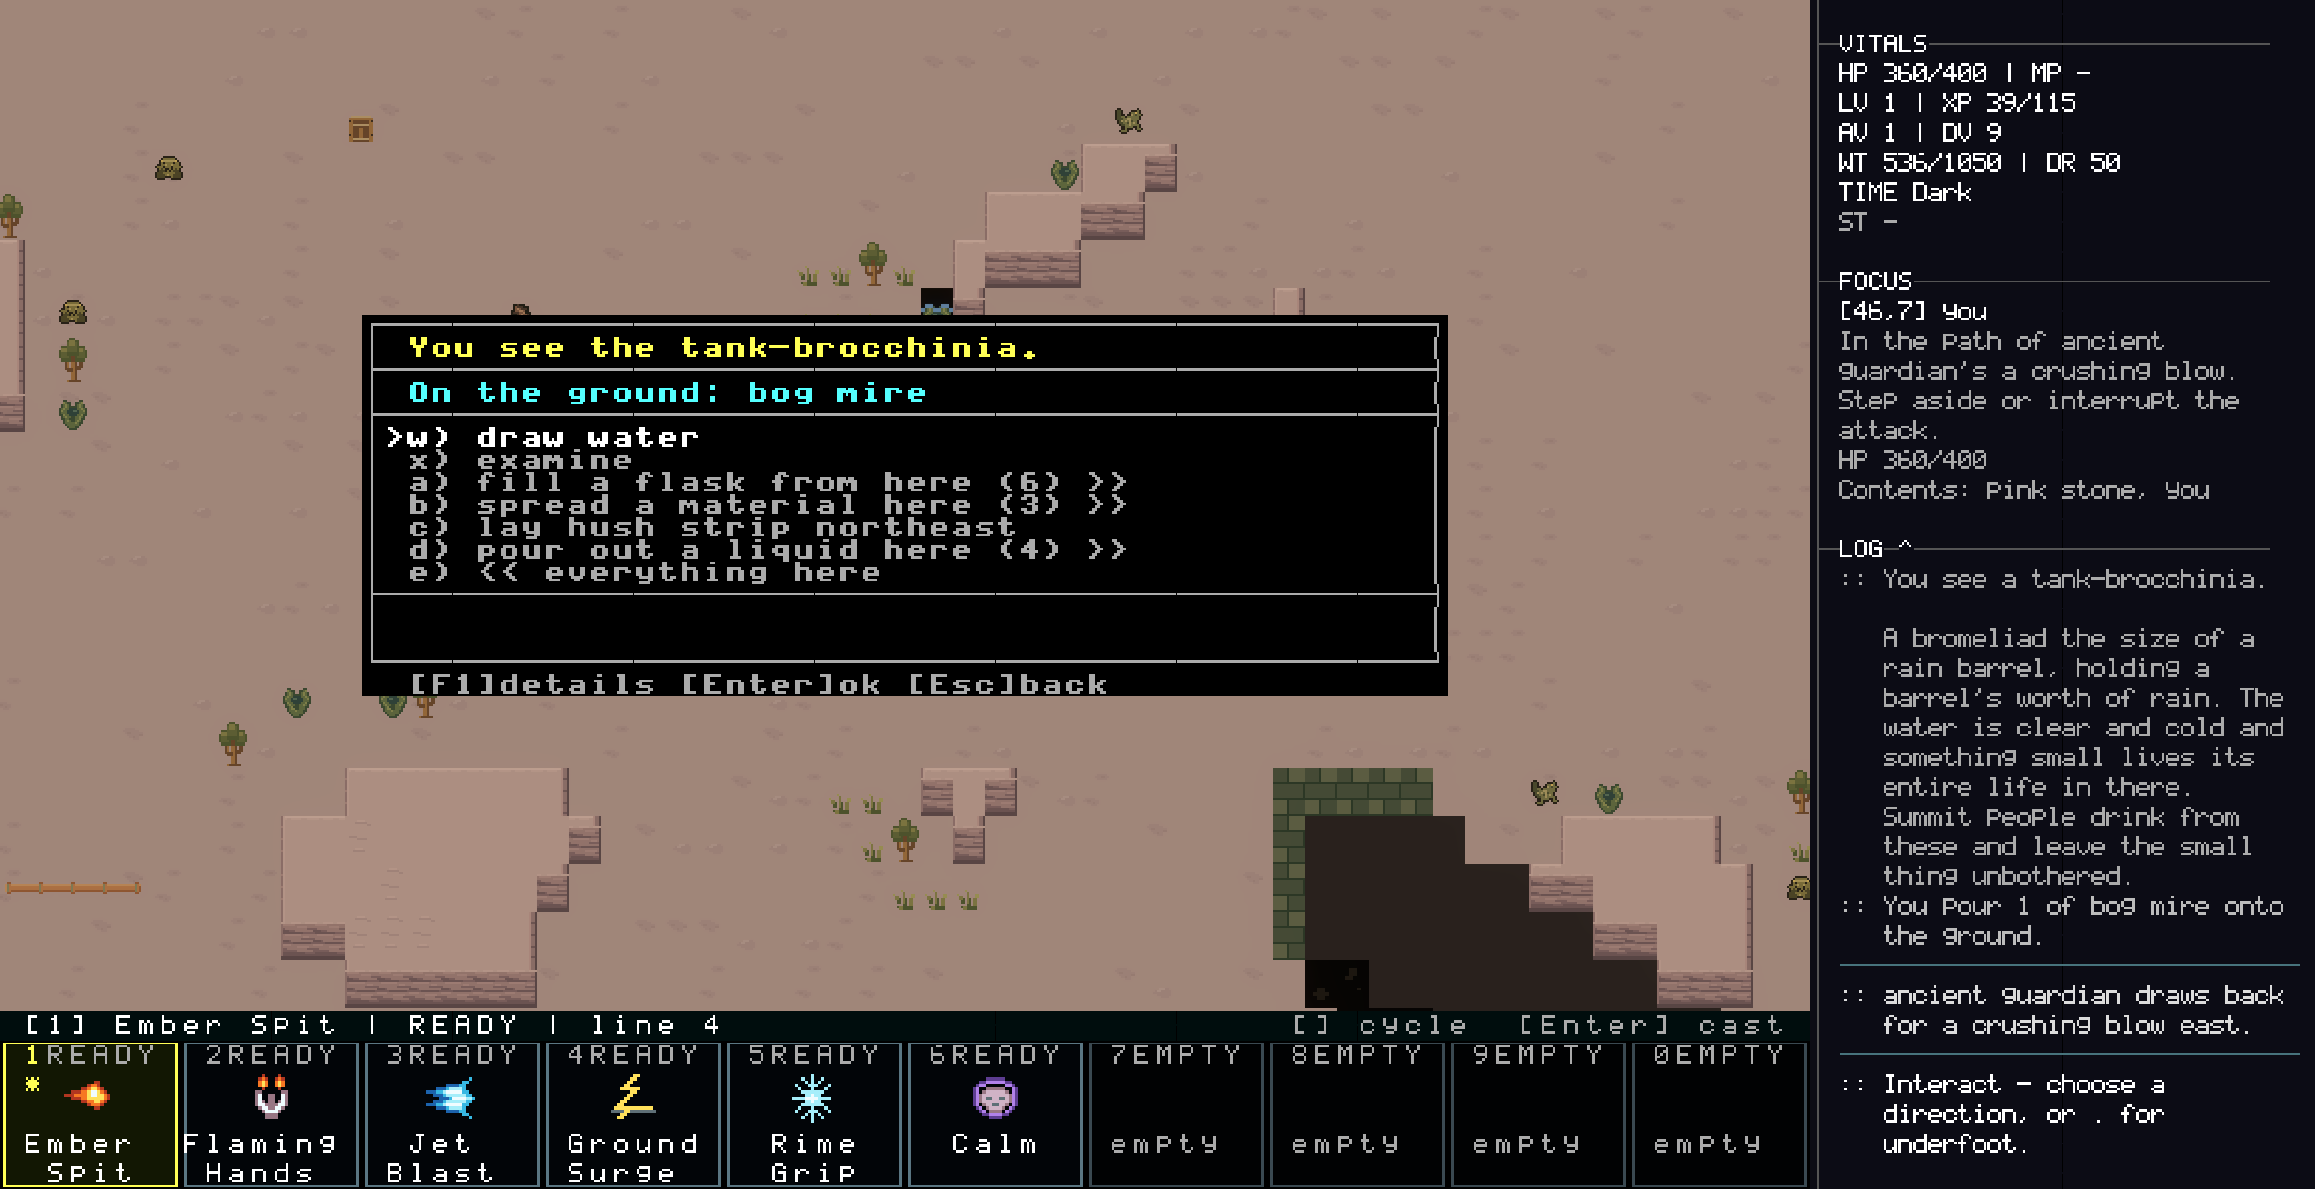 You see the tank-brocchinia.
On the ground: bog mire
>w) draw water
x) examine
a) fill a flask from here (6) >>
b) spread a material here (3) >>
c) lay hush strip northeast
d) pour out a liquid here (4) >>
e) << everything here
[F1]details [Enter]ok [Esc]back
VITALS
HP 360/400 | MP -
LV 1 | XP 39/115
AV 1 | DV 9
WT 536/1050 | DR 50
TIME Dark
ST -
FOCUS
[46,7] You
In the path of ancient
guardian's a crushing blow.
Step aside or interrupt the
attack.
HP 360/400
Contents: pink stone, You
LOG ^
:: You see a tank-brocchinia.
A bromeliad the size of a
rain barrel, holding a
barrel's worth of rain. The
water is clear and cold and
something small lives its
entire life in there.
Summit people drink from
these and leave the small
thing unbothered.
:: You pour 1 of bog mire onto
the ground.
:: ancient guardian draws back
for a crushing blow east.
:: Interact - choose a
direction, or . for
underfoot.
[1] Ember Spit | READY | line 4
[] cycle [Enter] cast
1READY
* Ember
Spit
2READY
Flaming
Hands
3READY
Jet
Blast
4READY
Ground
Surge
5READY
Rime
Grip
6READY
Calm
7EMPTY
empty
8EMPTY
empty
9EMPTY
empty
0EMPTY
empty